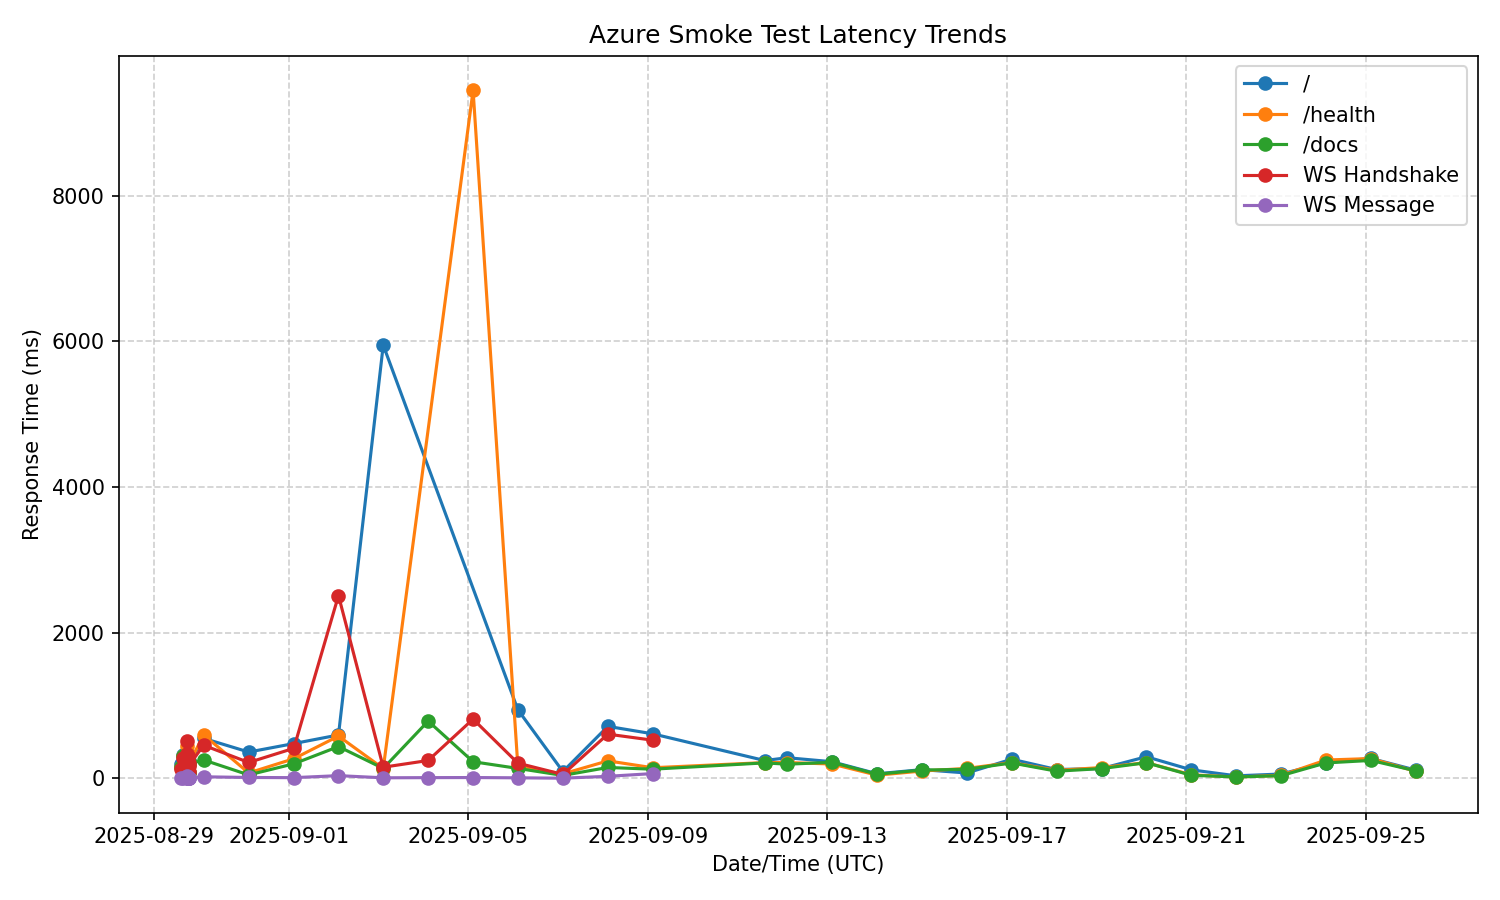 Azure Smoke Test Latency Trends
/
/health
/docs
WS Handshake
WS Message
Response Time (ms)
8000
6000
4000
2000
0
2025-08-29 2025-09-01 2025-09-05 2025-09-09 2025-09-13 2025-09-17 2025-09-21 2025-09-25
Date/Time (UTC)